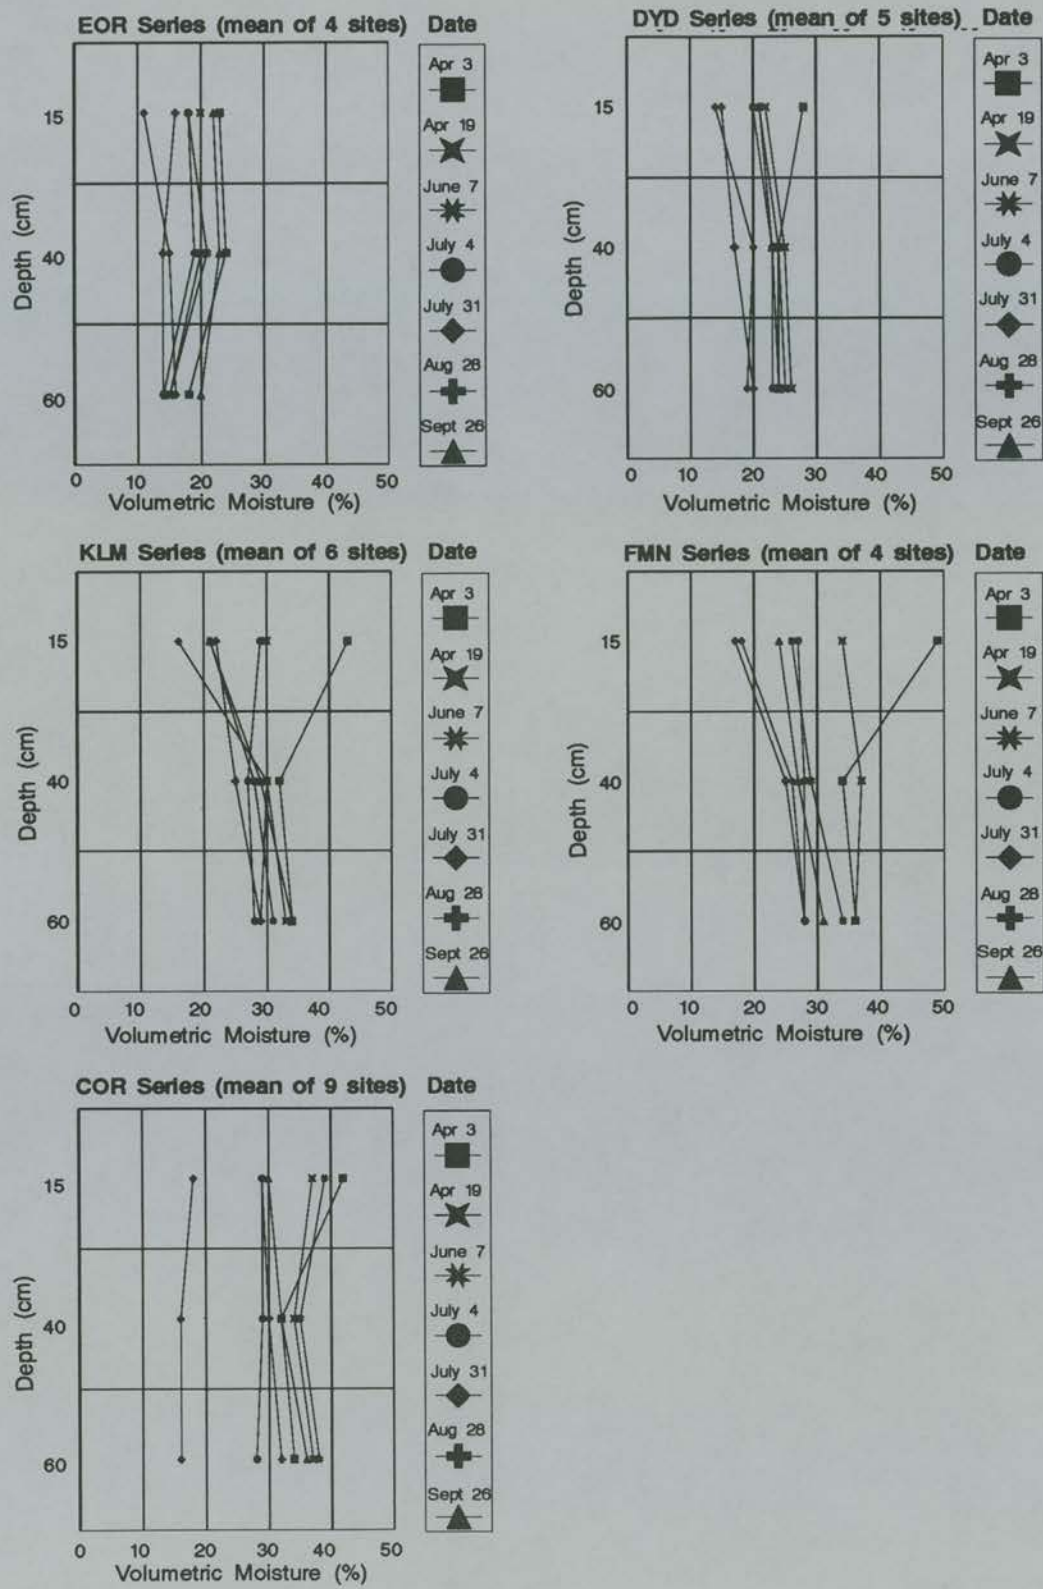 EOR Series (mean of 4 sites) Date
Apr 3
Apr 19
June 7
July 4
July 31
Aug 28
Sept 26
Depth (cm)
15
40
60
0 10 20 30 40 50
Volumetric Moisture (%)
DYD Series (mean of 5 sites) Date
Apr 3
Apr 19
June 7
July 4
July 31
Aug 28
Sept 26
Depth (cm)
15
40
60
0 10 20 30 40 50
Volumetric Moisture (%)
KLM Series (mean of 6 sites) Date
Apr 3
Apr 19
June 7
July 4
July 31
Aug 28
Sept 26
Depth (cm)
15
40
60
0 10 20 30 40 50
Volumetric Moisture (%)
FMN Series (mean of 4 sites) Date
Apr 3
Apr 19
June 7
July 4
July 31
Aug 28
Sept 26
Depth (cm)
15
40
60
0 10 20 30 40 50
Volumetric Moisture (%)
COR Series (mean of 9 sites) Date
Apr 3
Apr 19
June 7
July 4
July 31
Aug 28
Sept 26
Depth (cm)
15
40
60
0 10 20 30 40 50
Volumetric Moisture (%)